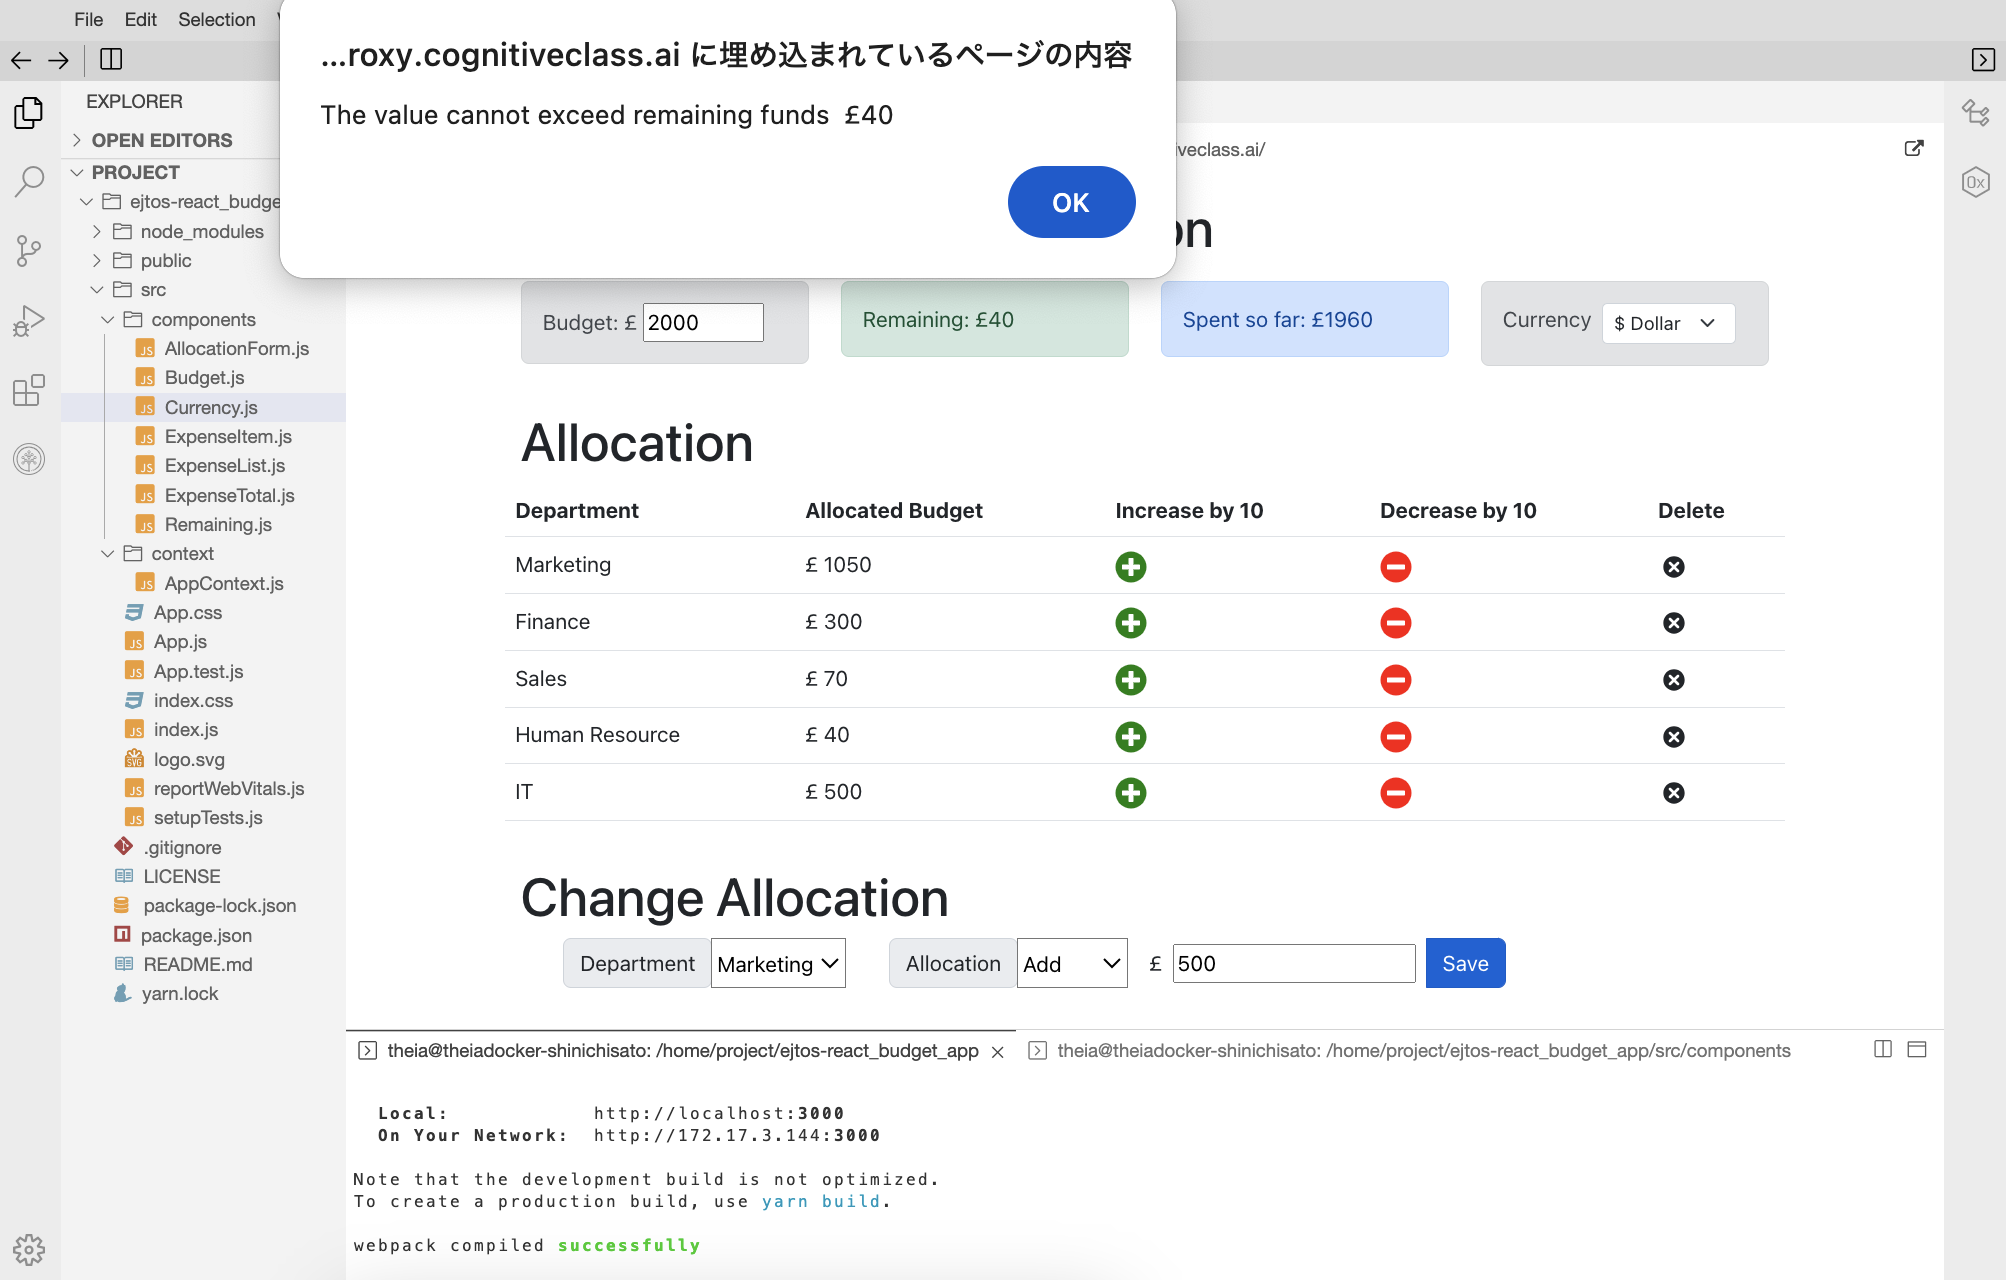 File Edit Selection
...roxy.cognitiveclass.ai に埋め込まれているページの内容
The value cannot exceed remaining funds £40
OK
EXPLORER
OPEN EDITORS
PROJECT
ejtos-react_budge
node_modules
public
src
components
AllocationForm.js
Budget.js
Currency.js
ExpenseItem.js
ExpenseList.js
ExpenseTotal.js
Remaining.js
context
AppContext.js
App.css
App.js
App.test.js
index.css
index.js
logo.svg
reportWebVitals.js
setupTests.js
.gitignore
LICENSE
package-lock.json
package.json
README.md
yarn.lock
iveclass.ai/
0x
on
Budget: £ 2000
Remaining: £40
Spent so far: £1960
Currency $ Dollar
Allocation
Department Allocated Budget Increase by 10 Decrease by 10 Delete
Marketing £ 1050
Finance £ 300
Sales £ 70
Human Resource £ 40
IT £ 500
Change Allocation
Department Marketing Allocation Add £ 500 Save
theia@theiadocker-shinichisato: /home/project/ejtos-react_budget_app
theia@theiadocker-shinichisato: /home/project/ejtos-react_budget_app/src/components
Local: http://localhost:3000
On Your Network: http://172.17.3.144:3000
Note that the development build is not optimized.
To create a production build, use yarn build.
webpack compiled successfully